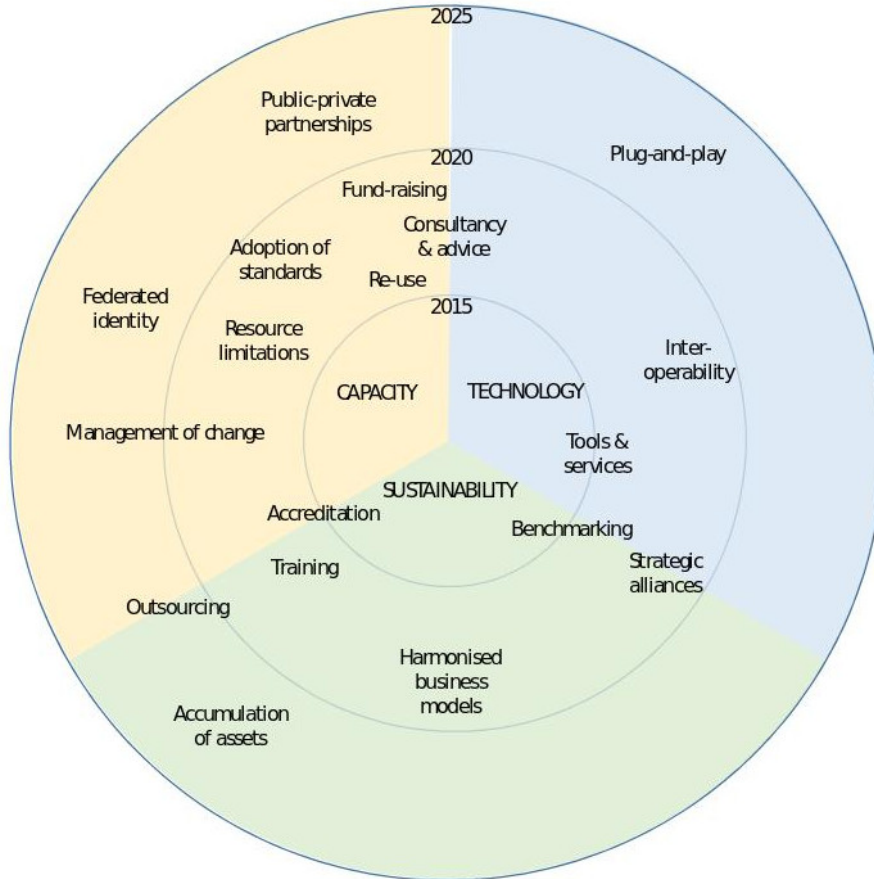 2025
Public-private
partnerships
Plug-and-play
2020
Fund-raising
Consultancy
& advice
Adoption of
standards
Re-use
Federated
identity
2015
Resource
limitations
Inter-
operability
CAPACITY
TECHNOLOGY
Management of change
Tools &
services
SUSTAINABILITY
Accreditation
Benchmarking
Training
Strategic
alliances
Outsourcing
Harmonised
business
models
Accumulation
of assets